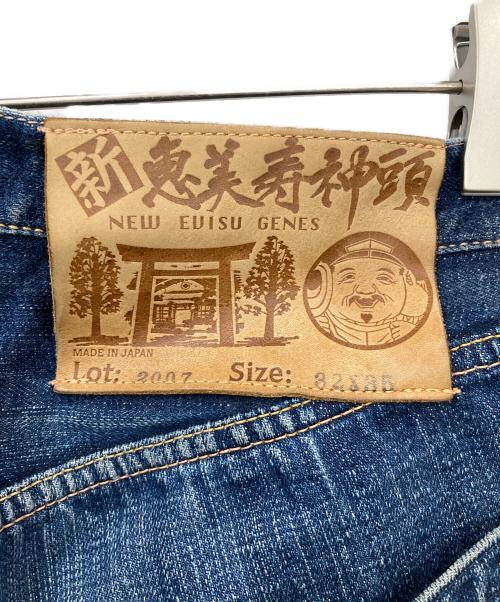 新 恵美寿神頭
NEW EVISU GENES
MADE IN JAPAN
Lot: 2007 Size: 32X35